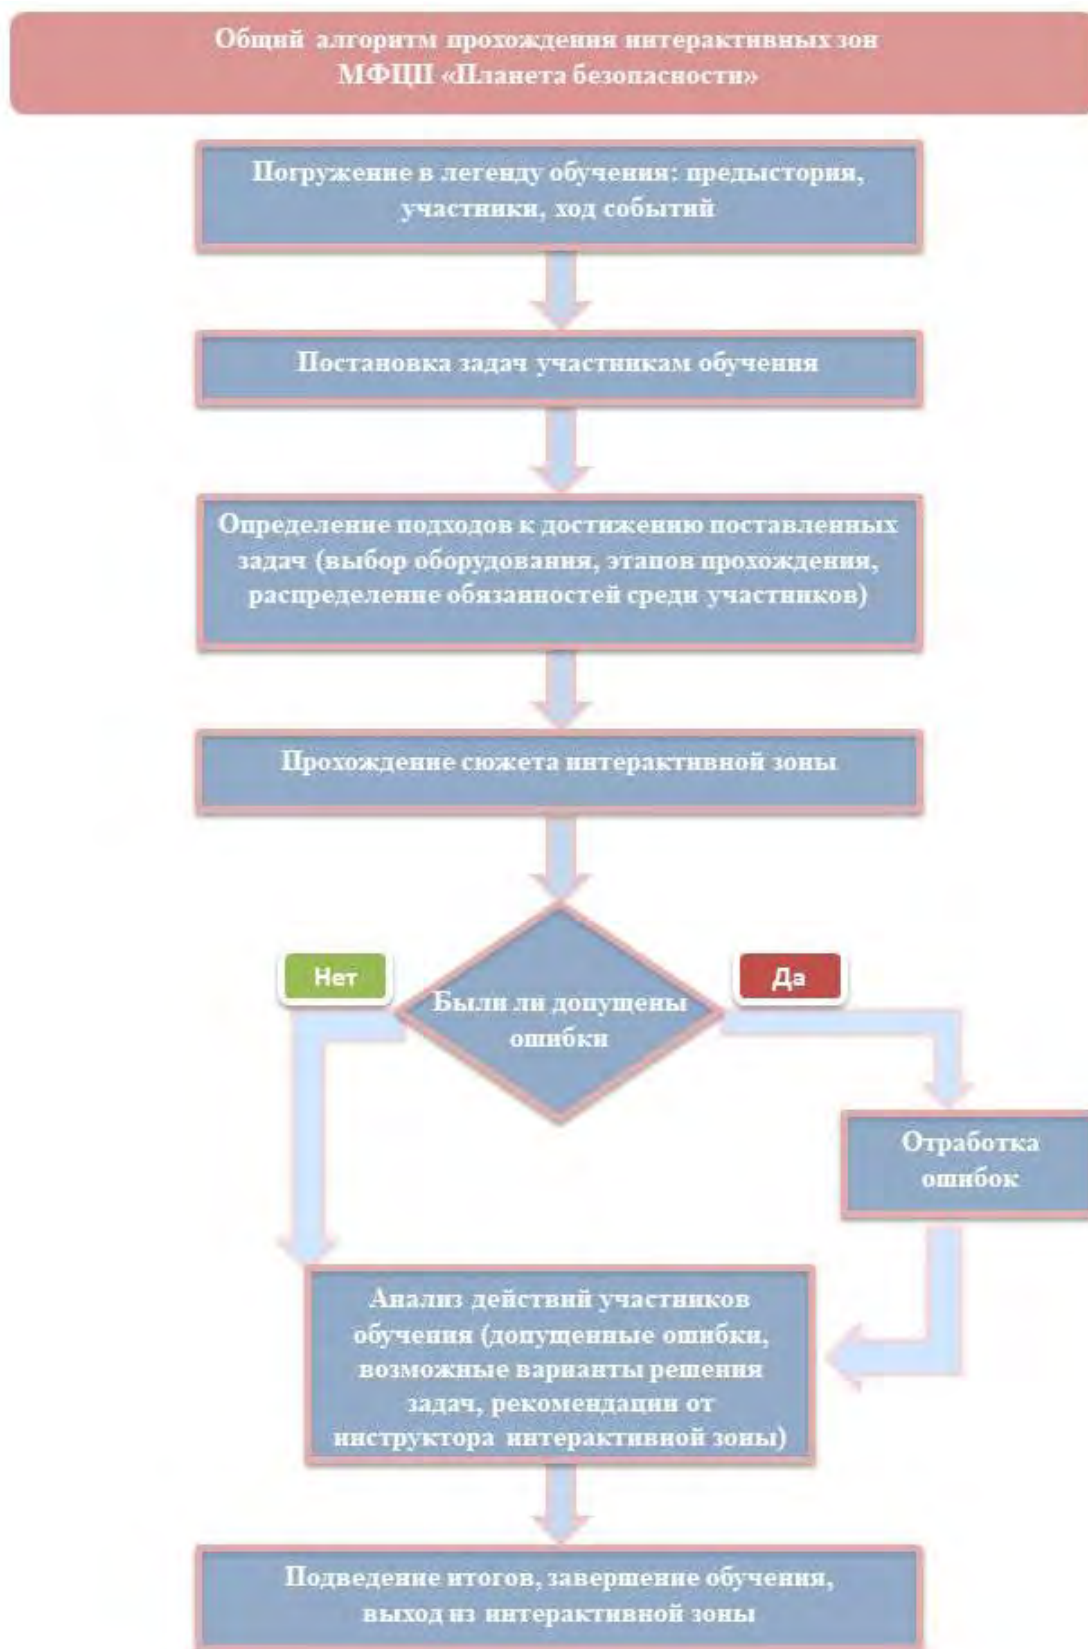 Общий алгоритм прохождения интерактивных зон
МФЦП «Планета безопасности»
Погружение в легенду обучения: предыстория,
участники, ход событий
Постановка задач участникам обучения
Определение подходов к достижению поставленных
задач (выбор оборудования, этапов прохождения,
распределение обязанностей среди участников)
Прохождение сюжета интерактивной зоны
Нет
Да
Были ли допущены
ошибки
Отработка
ошибок
Анализ действий участников
обучения (допущенные ошибки,
возможные варианты решения
задач, рекомендации от
инструктора интерактивной зоны)
Подведение итогов, завершение обучения,
выход из интерактивной зоны